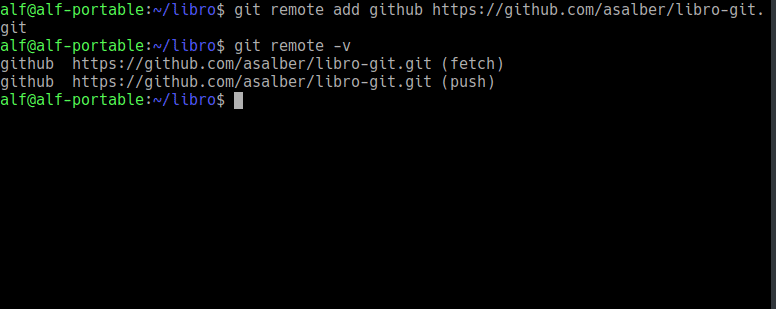 alf@alf-portable:~/libro$ git remote add github https://github.com/asalber/libro-git.
git
alf@alf-portable:~/libro$ git remote -v
github  https://github.com/asalber/libro-git.git (fetch)
github  https://github.com/asalber/libro-git.git (push)
alf@alf-portable:~/libro$